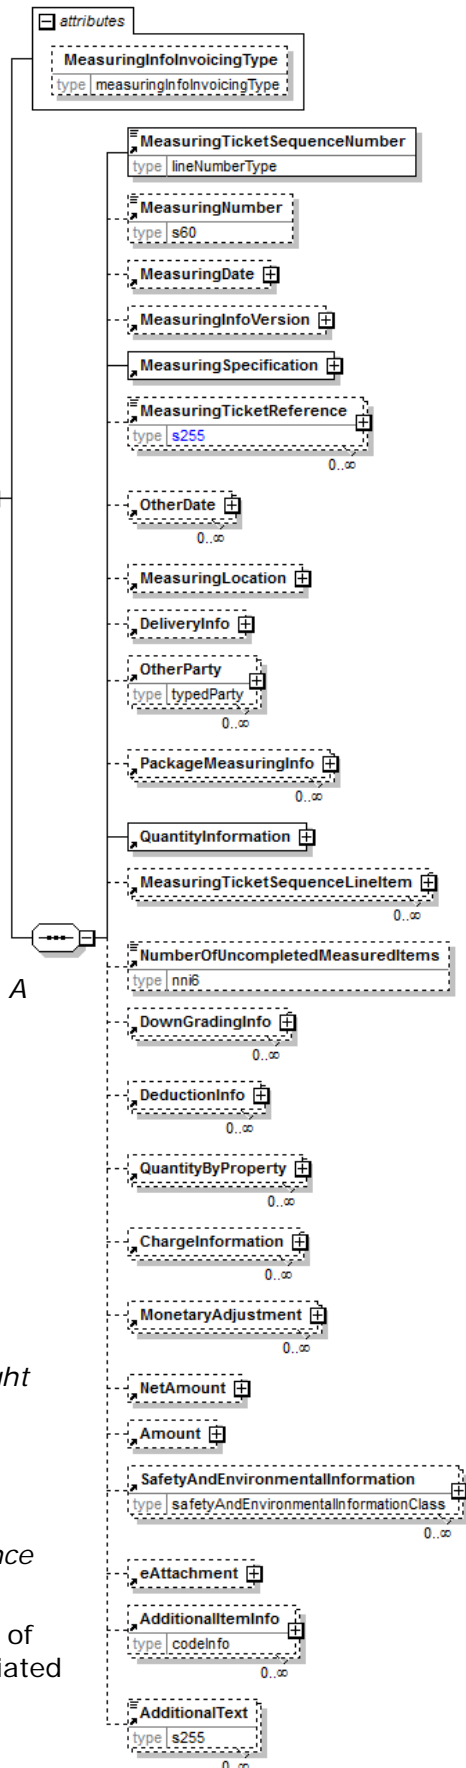 attributes
MeasuringInfoInvoicingType
type measuringInfoInvoicingType
MeasuringTicketSequenceNumber
type lineNumberType
MeasuringNumber
type s60
MeasuringDate
MeasuringInfoVersion
MeasuringSpecification
MeasuringTicketReference
type s255
0..∞
OtherDate
0..∞
MeasuringLocation
DeliveryInfo
OtherParty
type typedParty
0..∞
PackageMeasuringInfo
0..∞
QuantityInformation
MeasuringTicketSequenceLineItem
0..∞
NumberOfUncompletedMeasuredItems
type nni6
A
DownGradingInfo
0..∞
DeductionInfo
0..∞
QuantityByProperty
0..∞
ChargeInformation
0..∞
MonetaryAdjustment
0..∞
ght
NetAmount
Amount
SafetyAndEnvironmentalInformation
type safetyAndEnvironmentalInformationClass
0..∞
nce
eAttachment
of
AdditionalItemInfo
type codeInfo
iated
0..∞
AdditionalText
type s255
0..∞